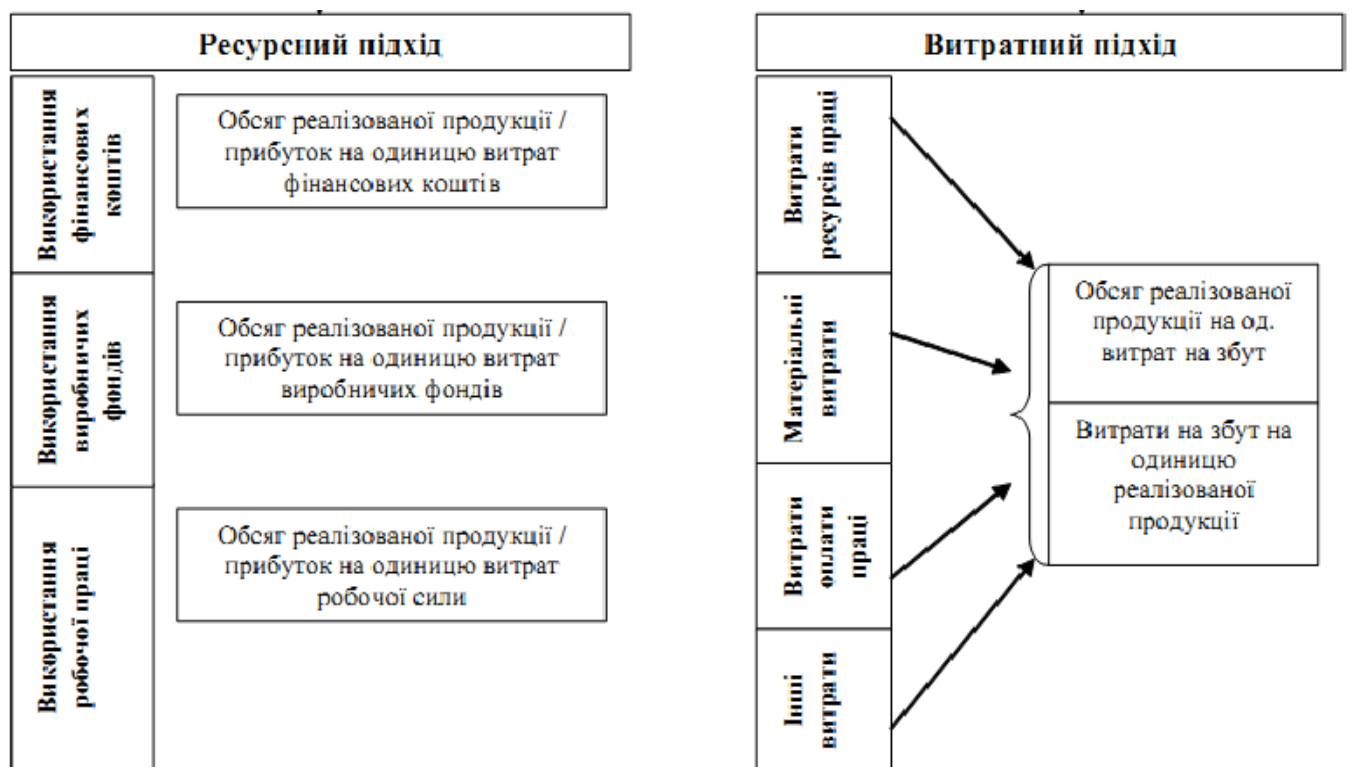 Ресурсний підхід
Використання
фінансових
коштів
Обсяг реалізованої продукції /
прибуток на одиницю витрат
фінансових коштів
Використання
виробничих
фондів
Обсяг реалізованої продукції /
прибуток на одиницю витрат
виробничих фондів
Використання
робочої праці
Обсяг реалізованої продукції /
прибуток на одиницю витрат
робочої сили
Витратний підхід
Витрати
ресурсів праці
Матеріальні
витрати
Витрати
оплати
праці
Інші
витрати
Обсяг реалізованої
продукції на од.
витрат на збут
Витрати на збут на
одиницю
реалізованої
продукції